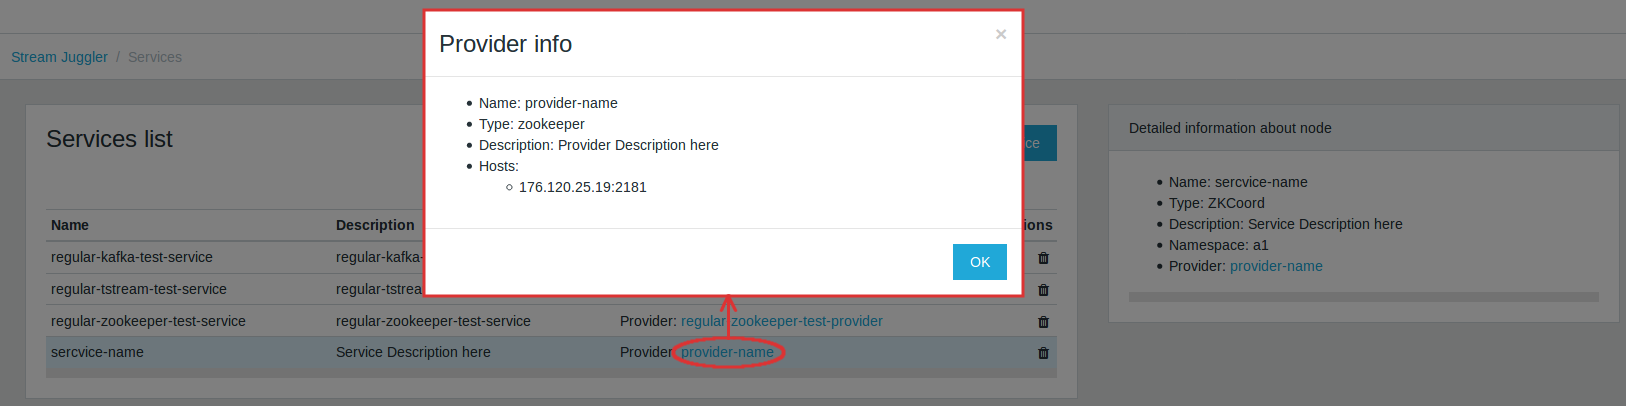 Stream Juggler / Services
Provider info
×
Name: provider-name
Type: zookeeper
Description: Provider Description here
Hosts:
176.120.25.19:2181
OK
Services list
ce
Name Description ions
regular-kafka-test-service regular-kafka-
regular-tstream-test-service regular-tstrea
regular-zookeeper-test-service regular-zookeeper-test-service Provider: regular-zookeeper-test-provider
sercvice-name Service Description here Provider: provider-name
Detailed information about node
Name: sercvice-name
Type: ZKCoord
Description: Service Description here
Namespace: a1
Provider: provider-name